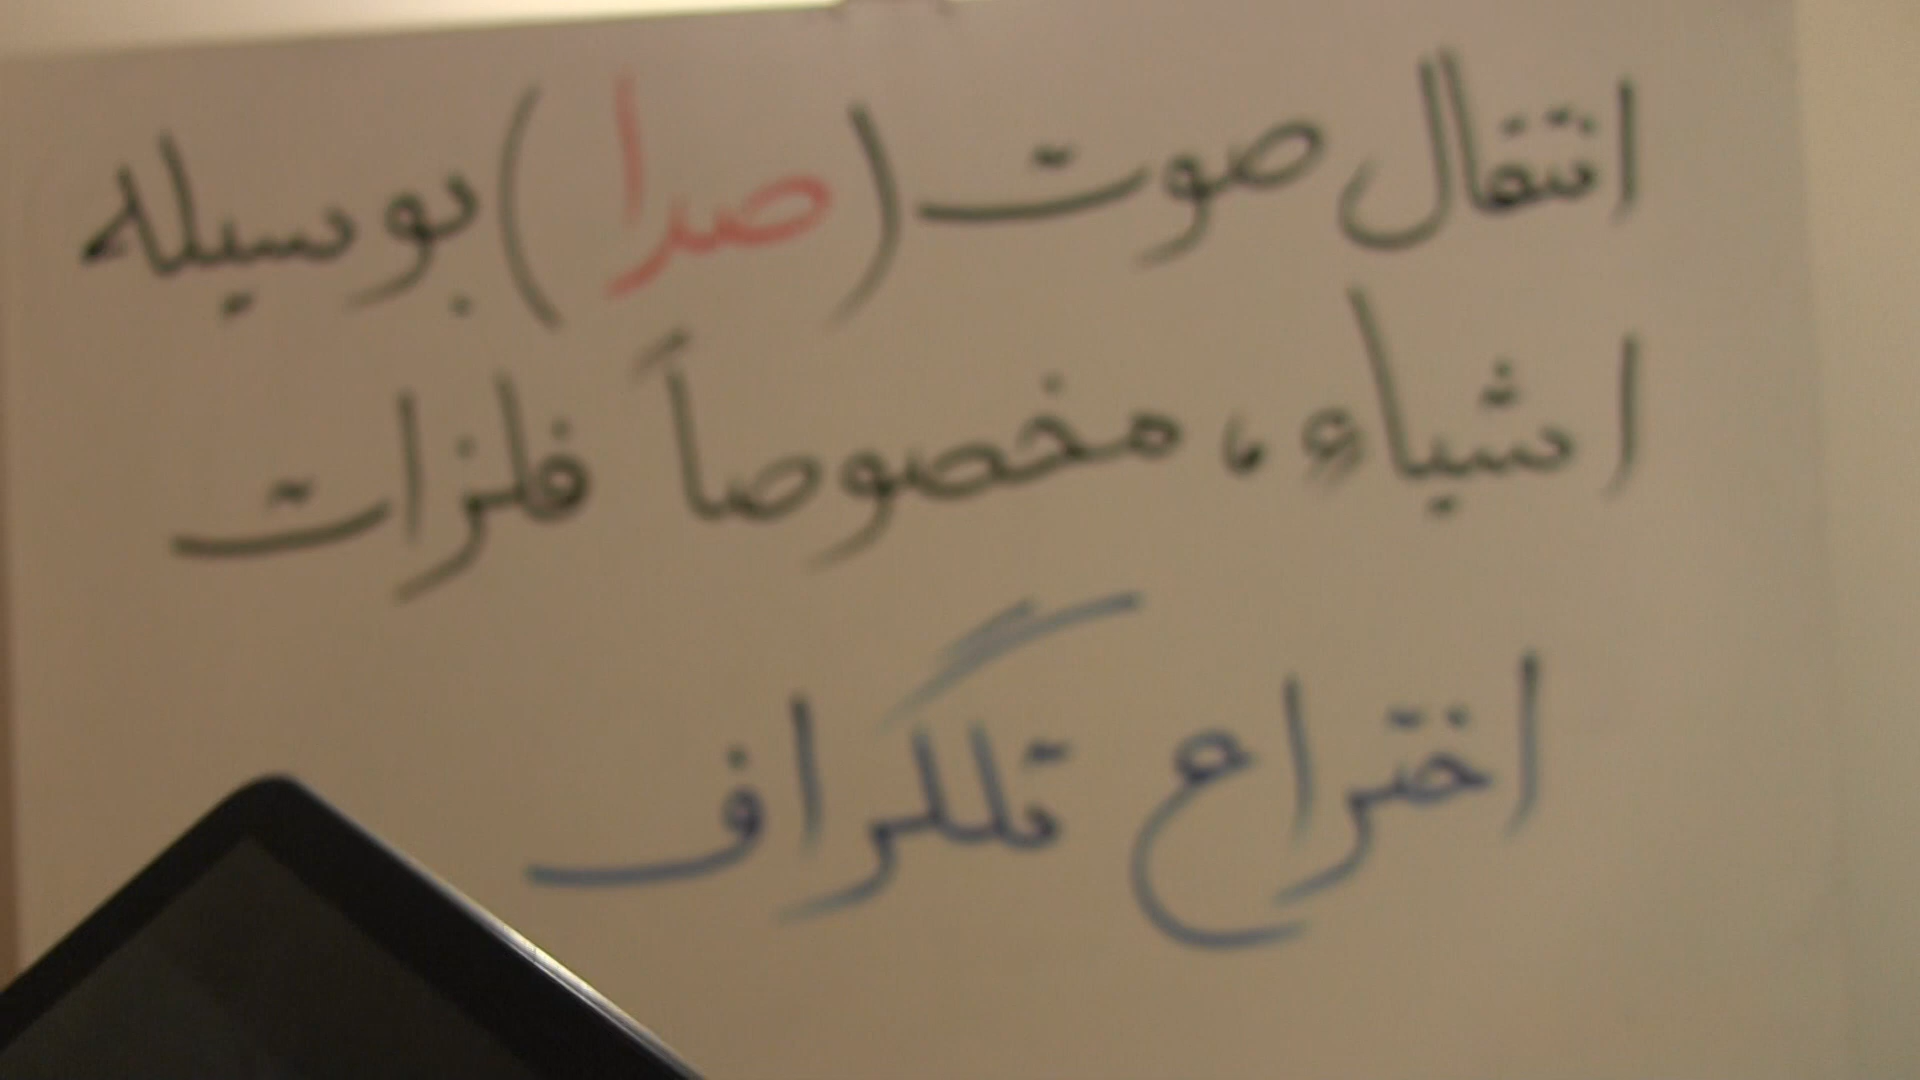 انتقال صوت (صدا) بوسیله
اشیاء، مخصوصاً فلزات
اختراع تلگراف